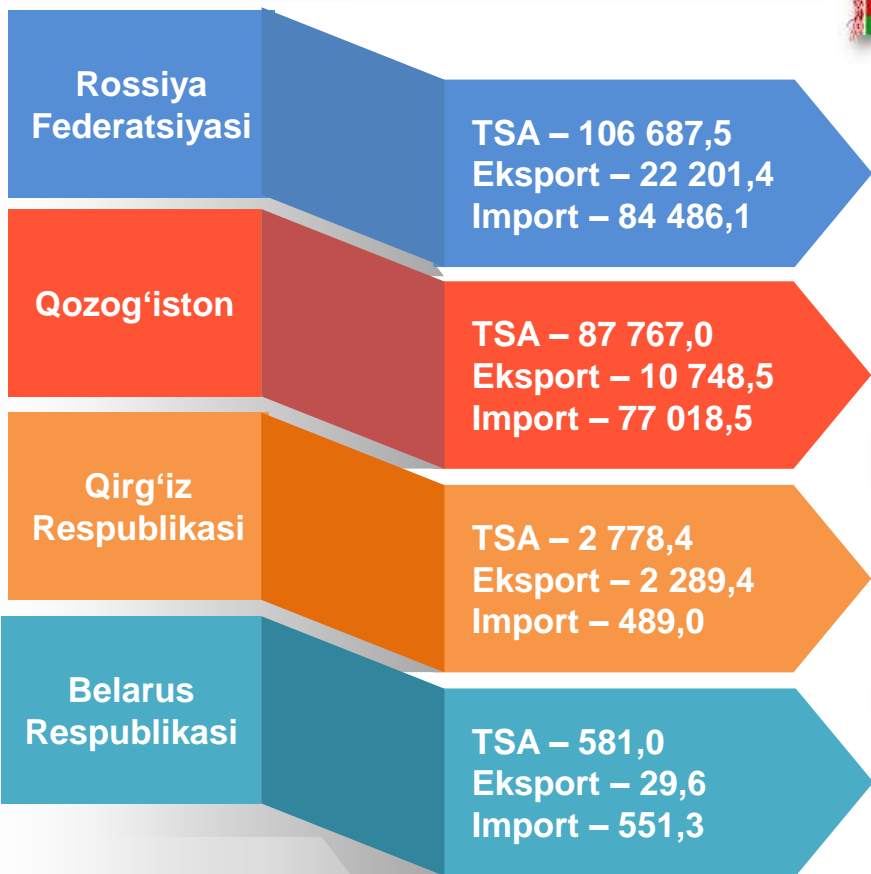 Rossiya
Federatsiyasi
TSA – 106 687,5
Eksport – 22 201,4
Import – 84 486,1
Qozog‘iston
TSA – 87 767,0
Eksport – 10 748,5
Import – 77 018,5
Qirg‘iz
Respublikasi
TSA – 2 778,4
Eksport – 2 289,4
Import – 489,0
Belarus
Respublikasi
TSA – 581,0
Eksport – 29,6
Import – 551,3